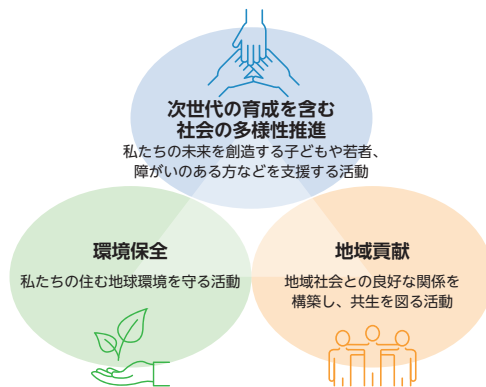 次世代の育成を含む
社会の多様性推進
私たちの未来を創造する子どもや若者、
障がいのある方などを支援する活動
環境保全
私たちの住む地球環境を守る活動
地域貢献
地域社会との良好な関係を
構築し、共生を図る活動